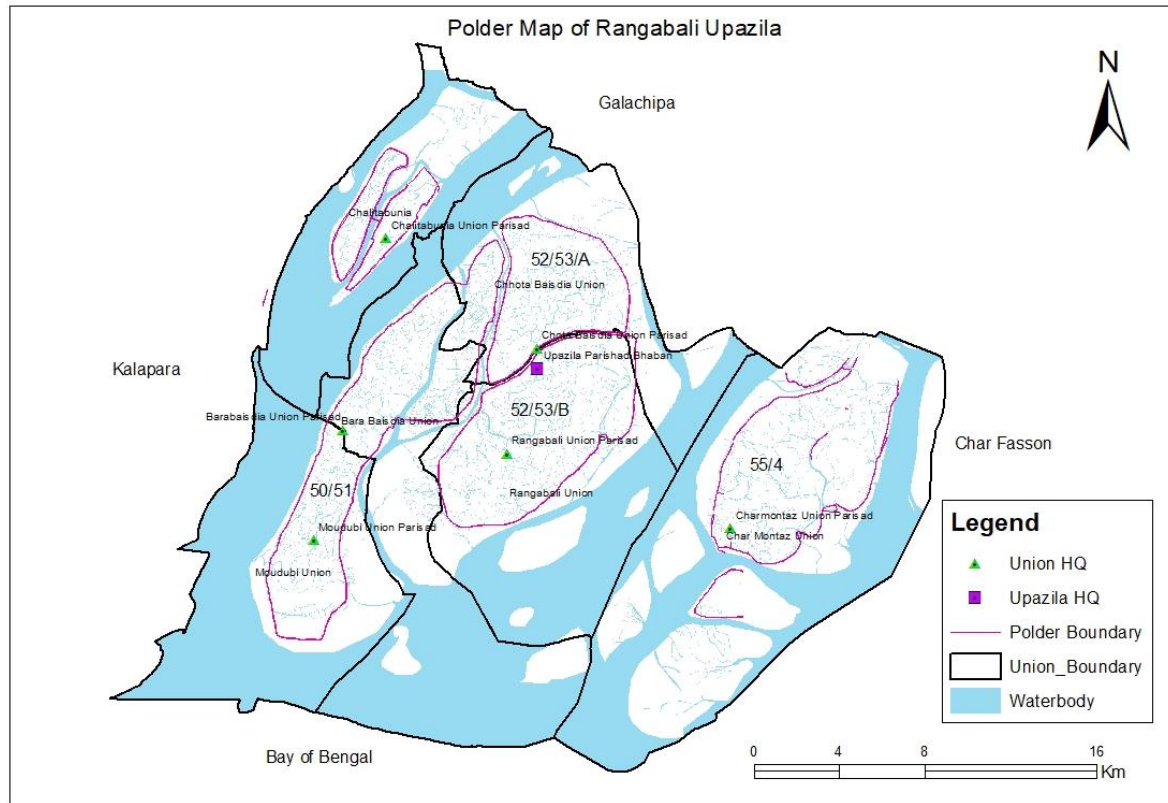 Polder Map of Rangabali Upazila
N
Galachipa
Chalitabunia
Chalitabunia Union Parisad
52/53/A
Chhota Baisdia Union
Chota Baisdia Union Parisad
Upazila Parishad Bhaban
Kalapara
52/53/B
Barabaisdia Union Parisad
Bara Baisdia Union
Rangabali Union Parisad
Char Fasson
55/4
50/51
Rangabali Union
Charmontaz Union Parisad
Moudubi Union Parisad
Char Montaz Union
Moudubi Union
Legend
Union HQ
Upazila HQ
Polder Boundary
Union_Boundary
Waterbody
Bay of Bengal
0 4 8 16
Km